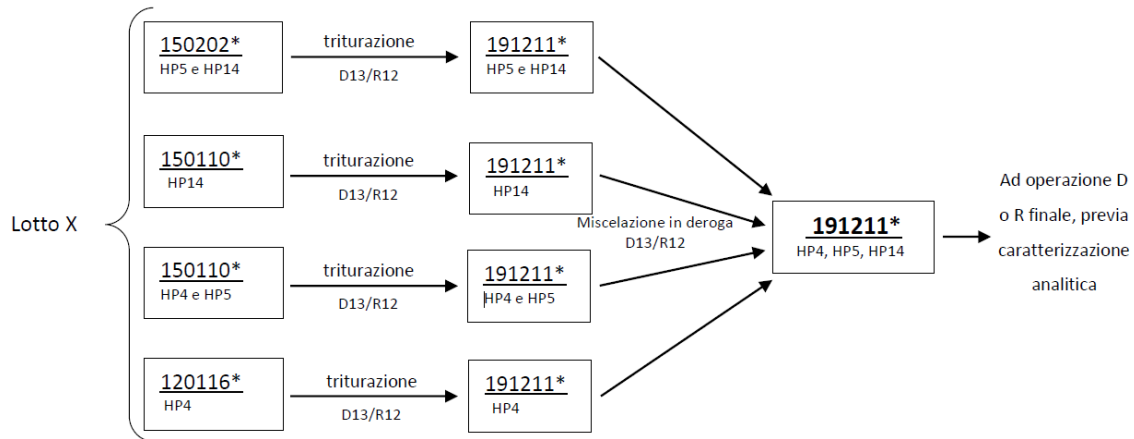 Lotto X
150202*
HP5 e HP14
triturazione
D13/R12
191211*
HP5 e HP14
150110*
HP14
triturazione
D13/R12
191211*
HP14
150110*
HP4 e HP5
triturazione
D13/R12
191211*
HP4 e HP5
120116*
HP4
triturazione
D13/R12
191211*
HP4
Miscelazione in deroga
D13/R12
191211*
HP4, HP5, HP14
Ad operazione D
o R finale, previa
caratterizzazione
analitica